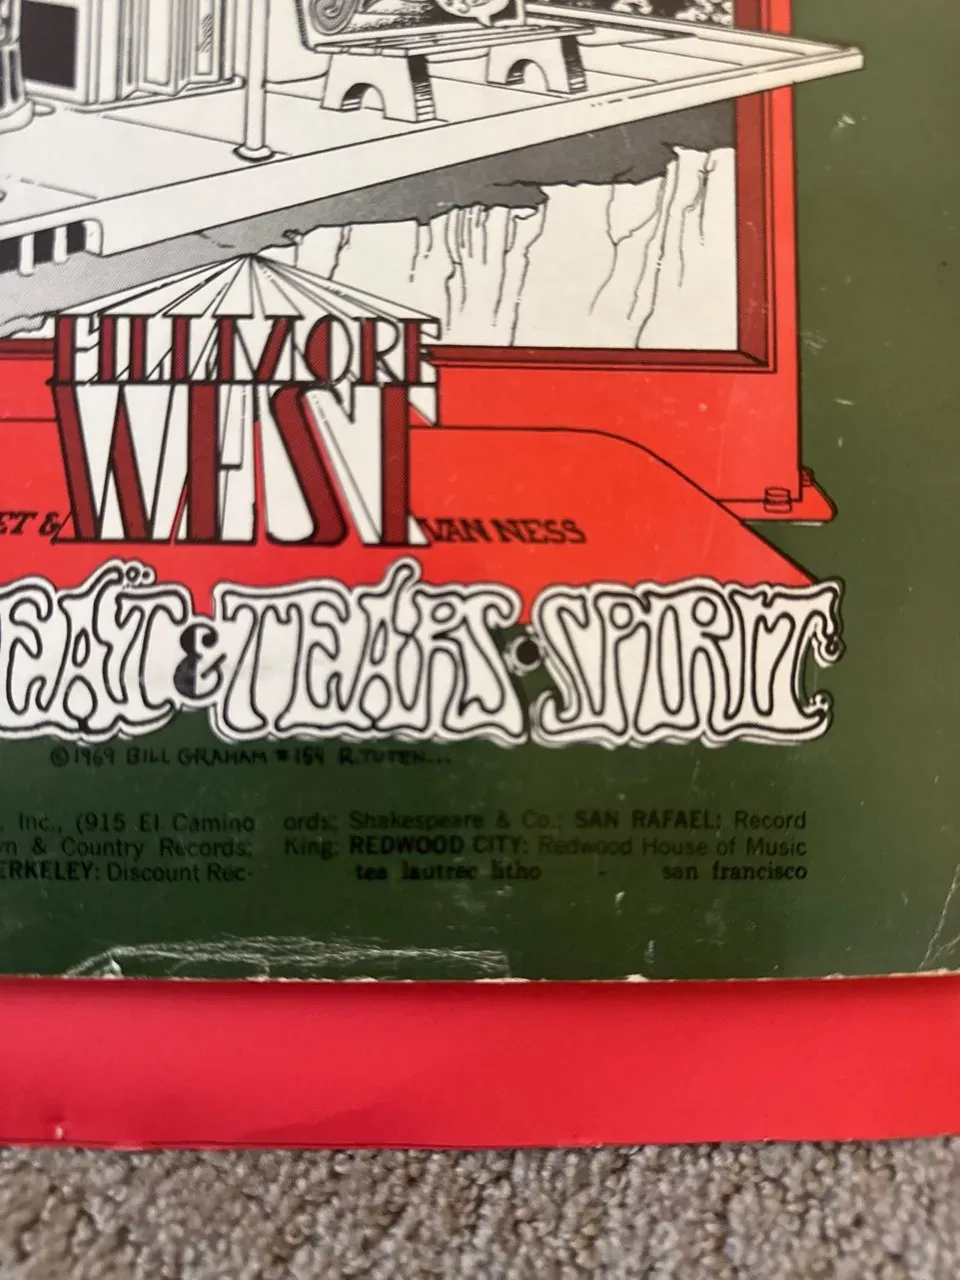 FILLMORE
WEST
ET & VAN NESS
EAT & TEARS • SPIRIT
©1969 BILL GRAHAM #154 R. TUTEN...
, Inc., (915 El Camino
n & Country Records;
ERKELEY: Discount Rec-
ords; Shakespeare & Co.; SAN RAFAEL: Record
King; REDWOOD CITY: Redwood House of Music
tea lautrec litho - san francisco